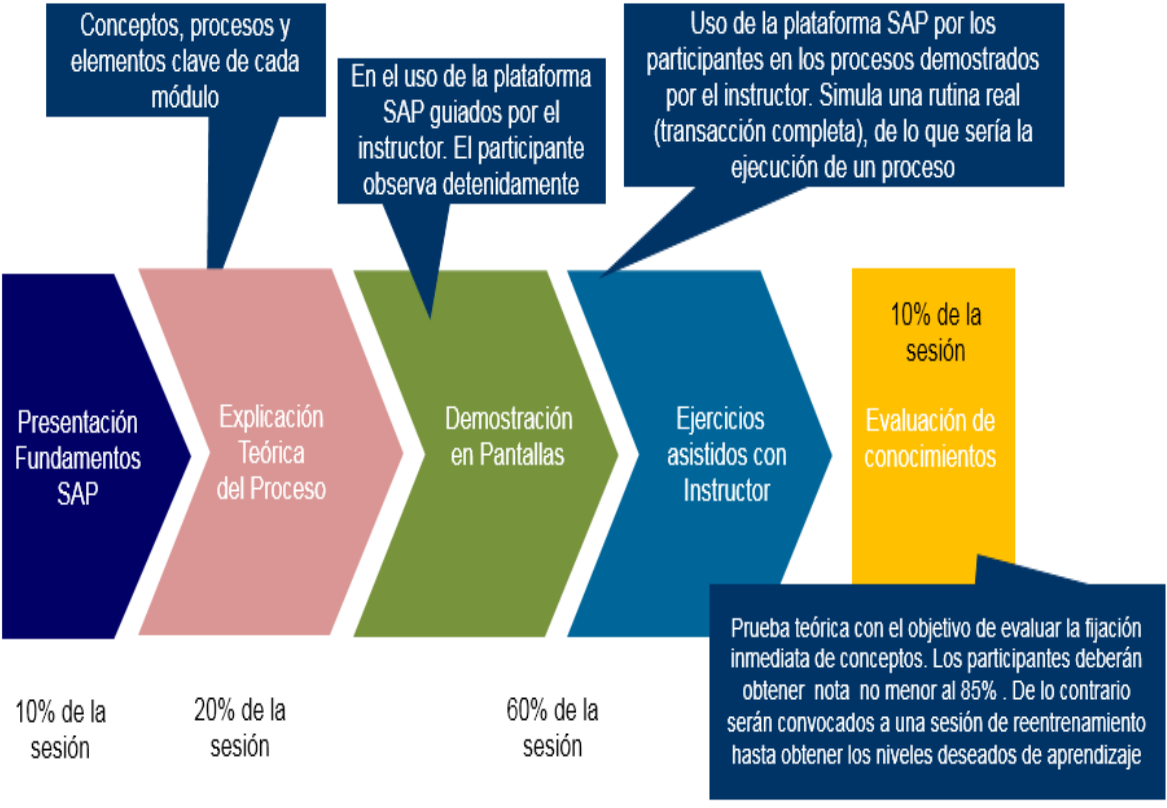 Conceptos, procesos y
elementos clave de cada
módulo
En el uso de la plataforma
SAP guiados por el
instructor. El participante
observa detenidamente
Uso de la plataforma SAP por los
participantes en los procesos demostrados
por el instructor. Simula una rutina real
(transacción completa), de lo que sería la
ejecución de un proceso
Presentación
Fundamentos
SAP
Explicación
Teórica
del Proceso
Demostración
en Pantallas
Ejercicios
asistidos con
Instructor
10% de la
sesión
Evaluación de
conocimientos
Prueba teórica con el objetivo de evaluar la fijación
inmediata de conceptos. Los participantes deberán
obtener nota no menor al 85% . De lo contrario
serán convocados a una sesión de reentrenamiento
hasta obtener los niveles deseados de aprendizaje
10% de la
sesión
20% de la
sesión
60% de la
sesión